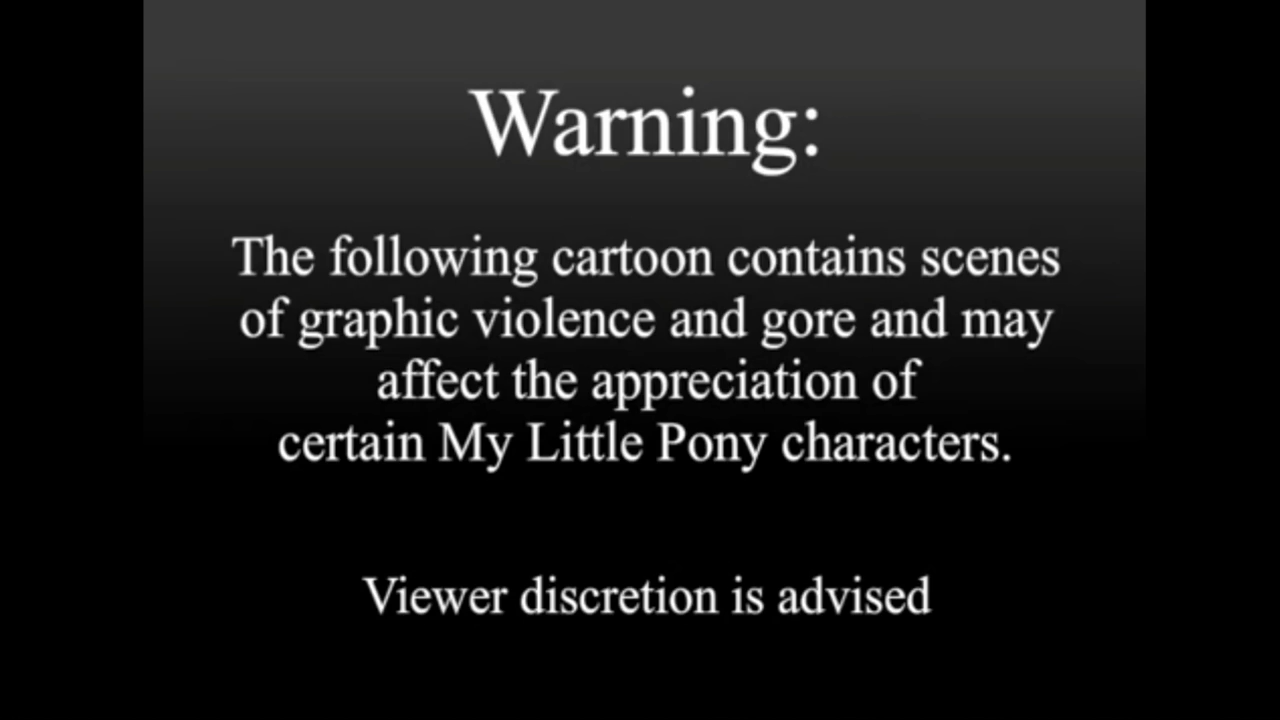 Warning:
The following cartoon contains scenes
of graphic violence and gore and may
affect the appreciation of
certain My Little Pony characters.
Viewer discretion is advised